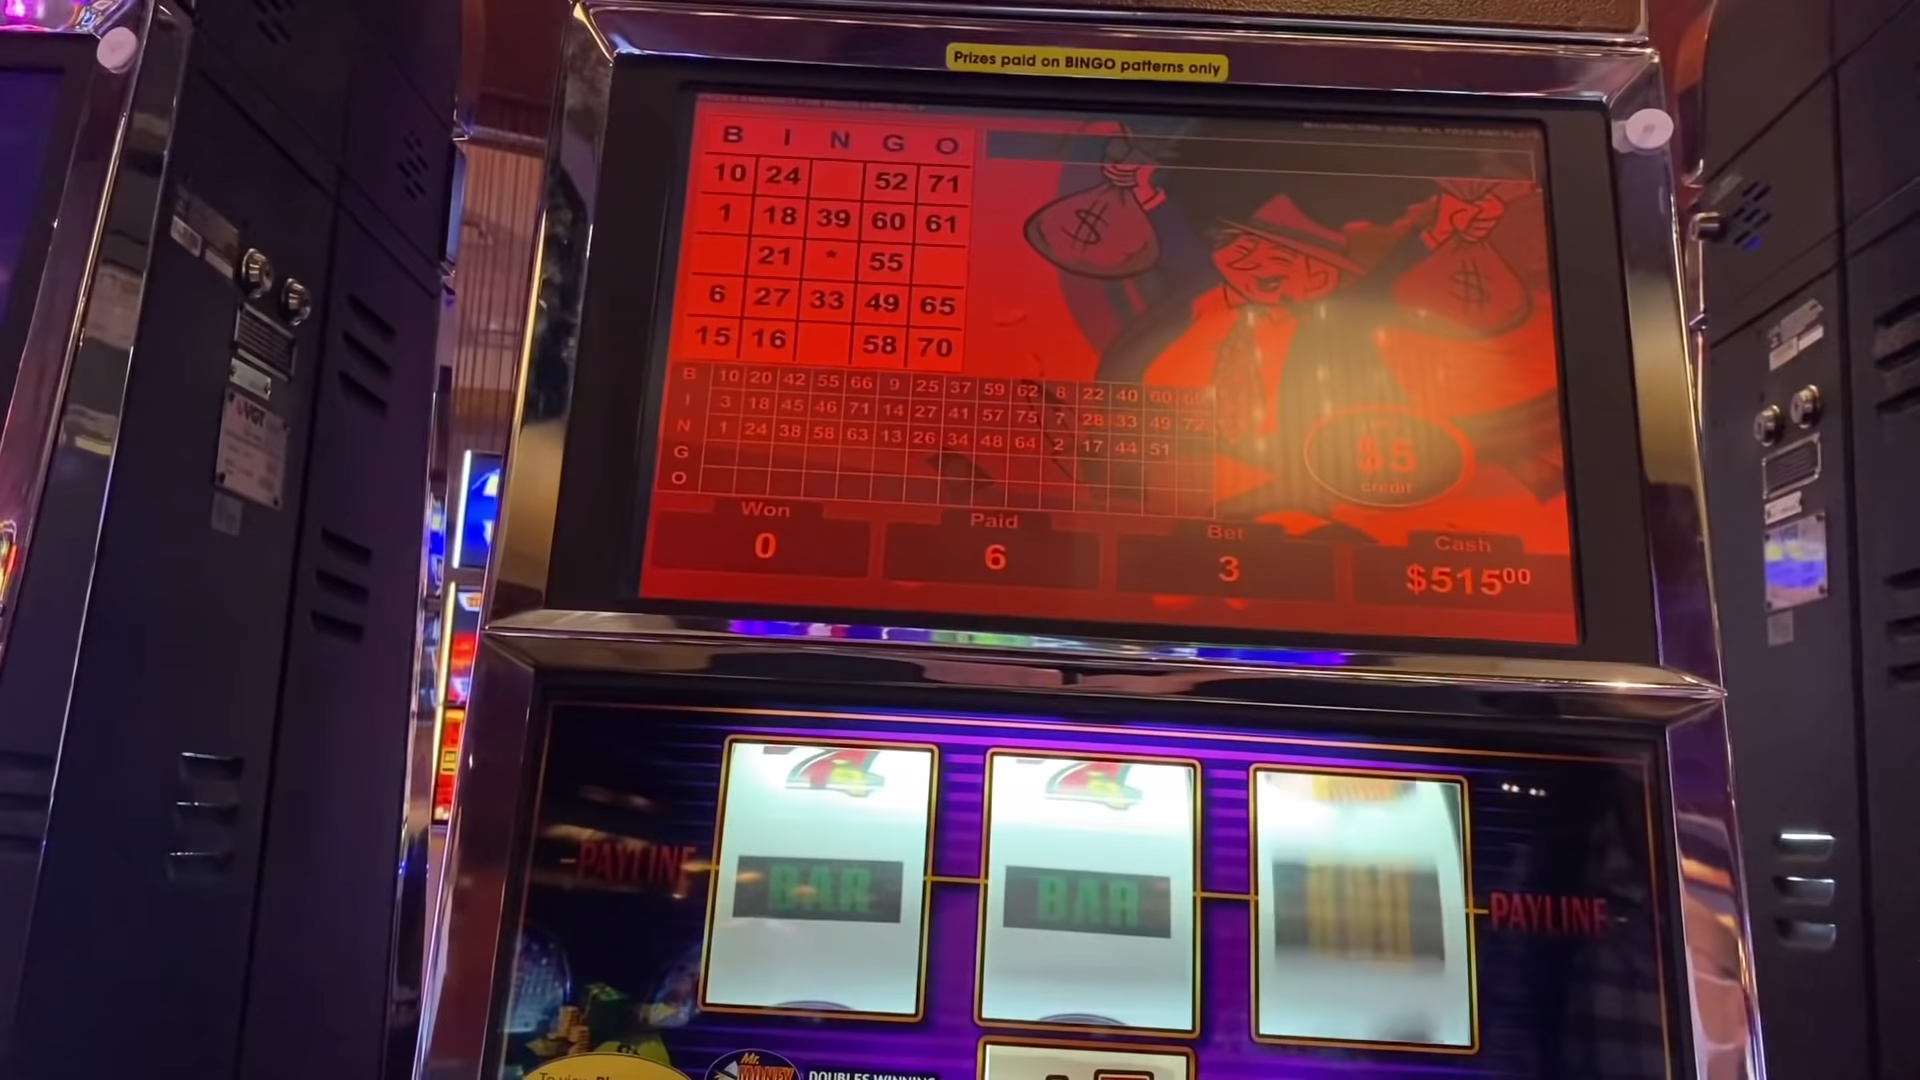 Prizes paid on BINGO patterns only
B I N G O
10 24 52 71
1 18 39 60 61
21 * 55
6 27 33 49 65
15 16 58 70
B 10 20 42 55 66 9 25 37 59 62 8 22 40 60
I 3 18 45 46 71 14 27 41 57 75 7 28 33 49 72
N 1 24 38 58 63 13 26 34 48 64 2 17 44 51
G
O
$5
credit
Won Paid Bet Cash
0 6 3 $51500
VGT
PAYLINE BAR BAR PAYLINE
Mr.
MONEY
DOUBLES WINNING